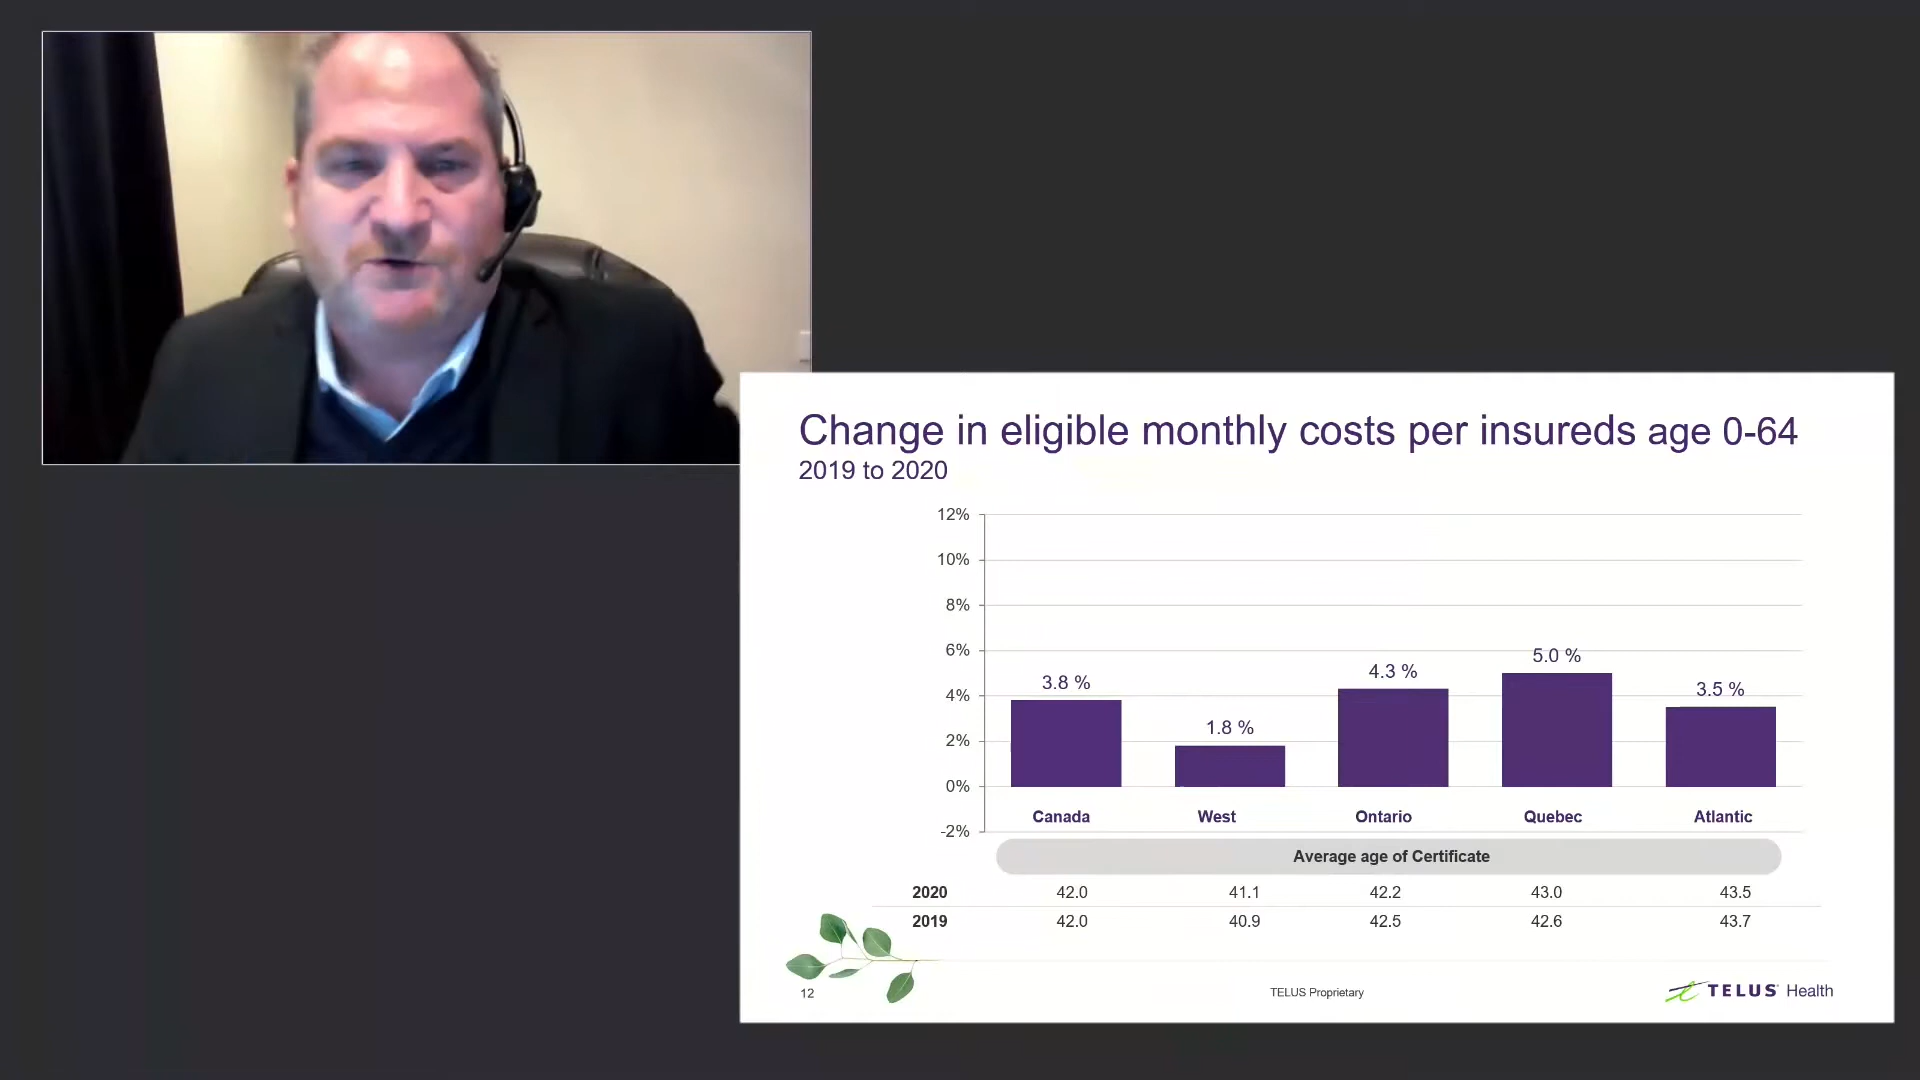 Change in eligible monthly costs per insureds age 0-64
2019 to 2020
12%
10%
8%
6%
4%
2%
0%
-2%
3.8 %
1.8 %
4.3 %
5.0 %
3.5 %
Canada West Ontario Quebec Atlantic
Average age of Certificate
2020 42.0 41.1 42.2 43.0 43.5
2019 42.0 40.9 42.5 42.6 43.7
12
TELUS Proprietary
TELUS Health